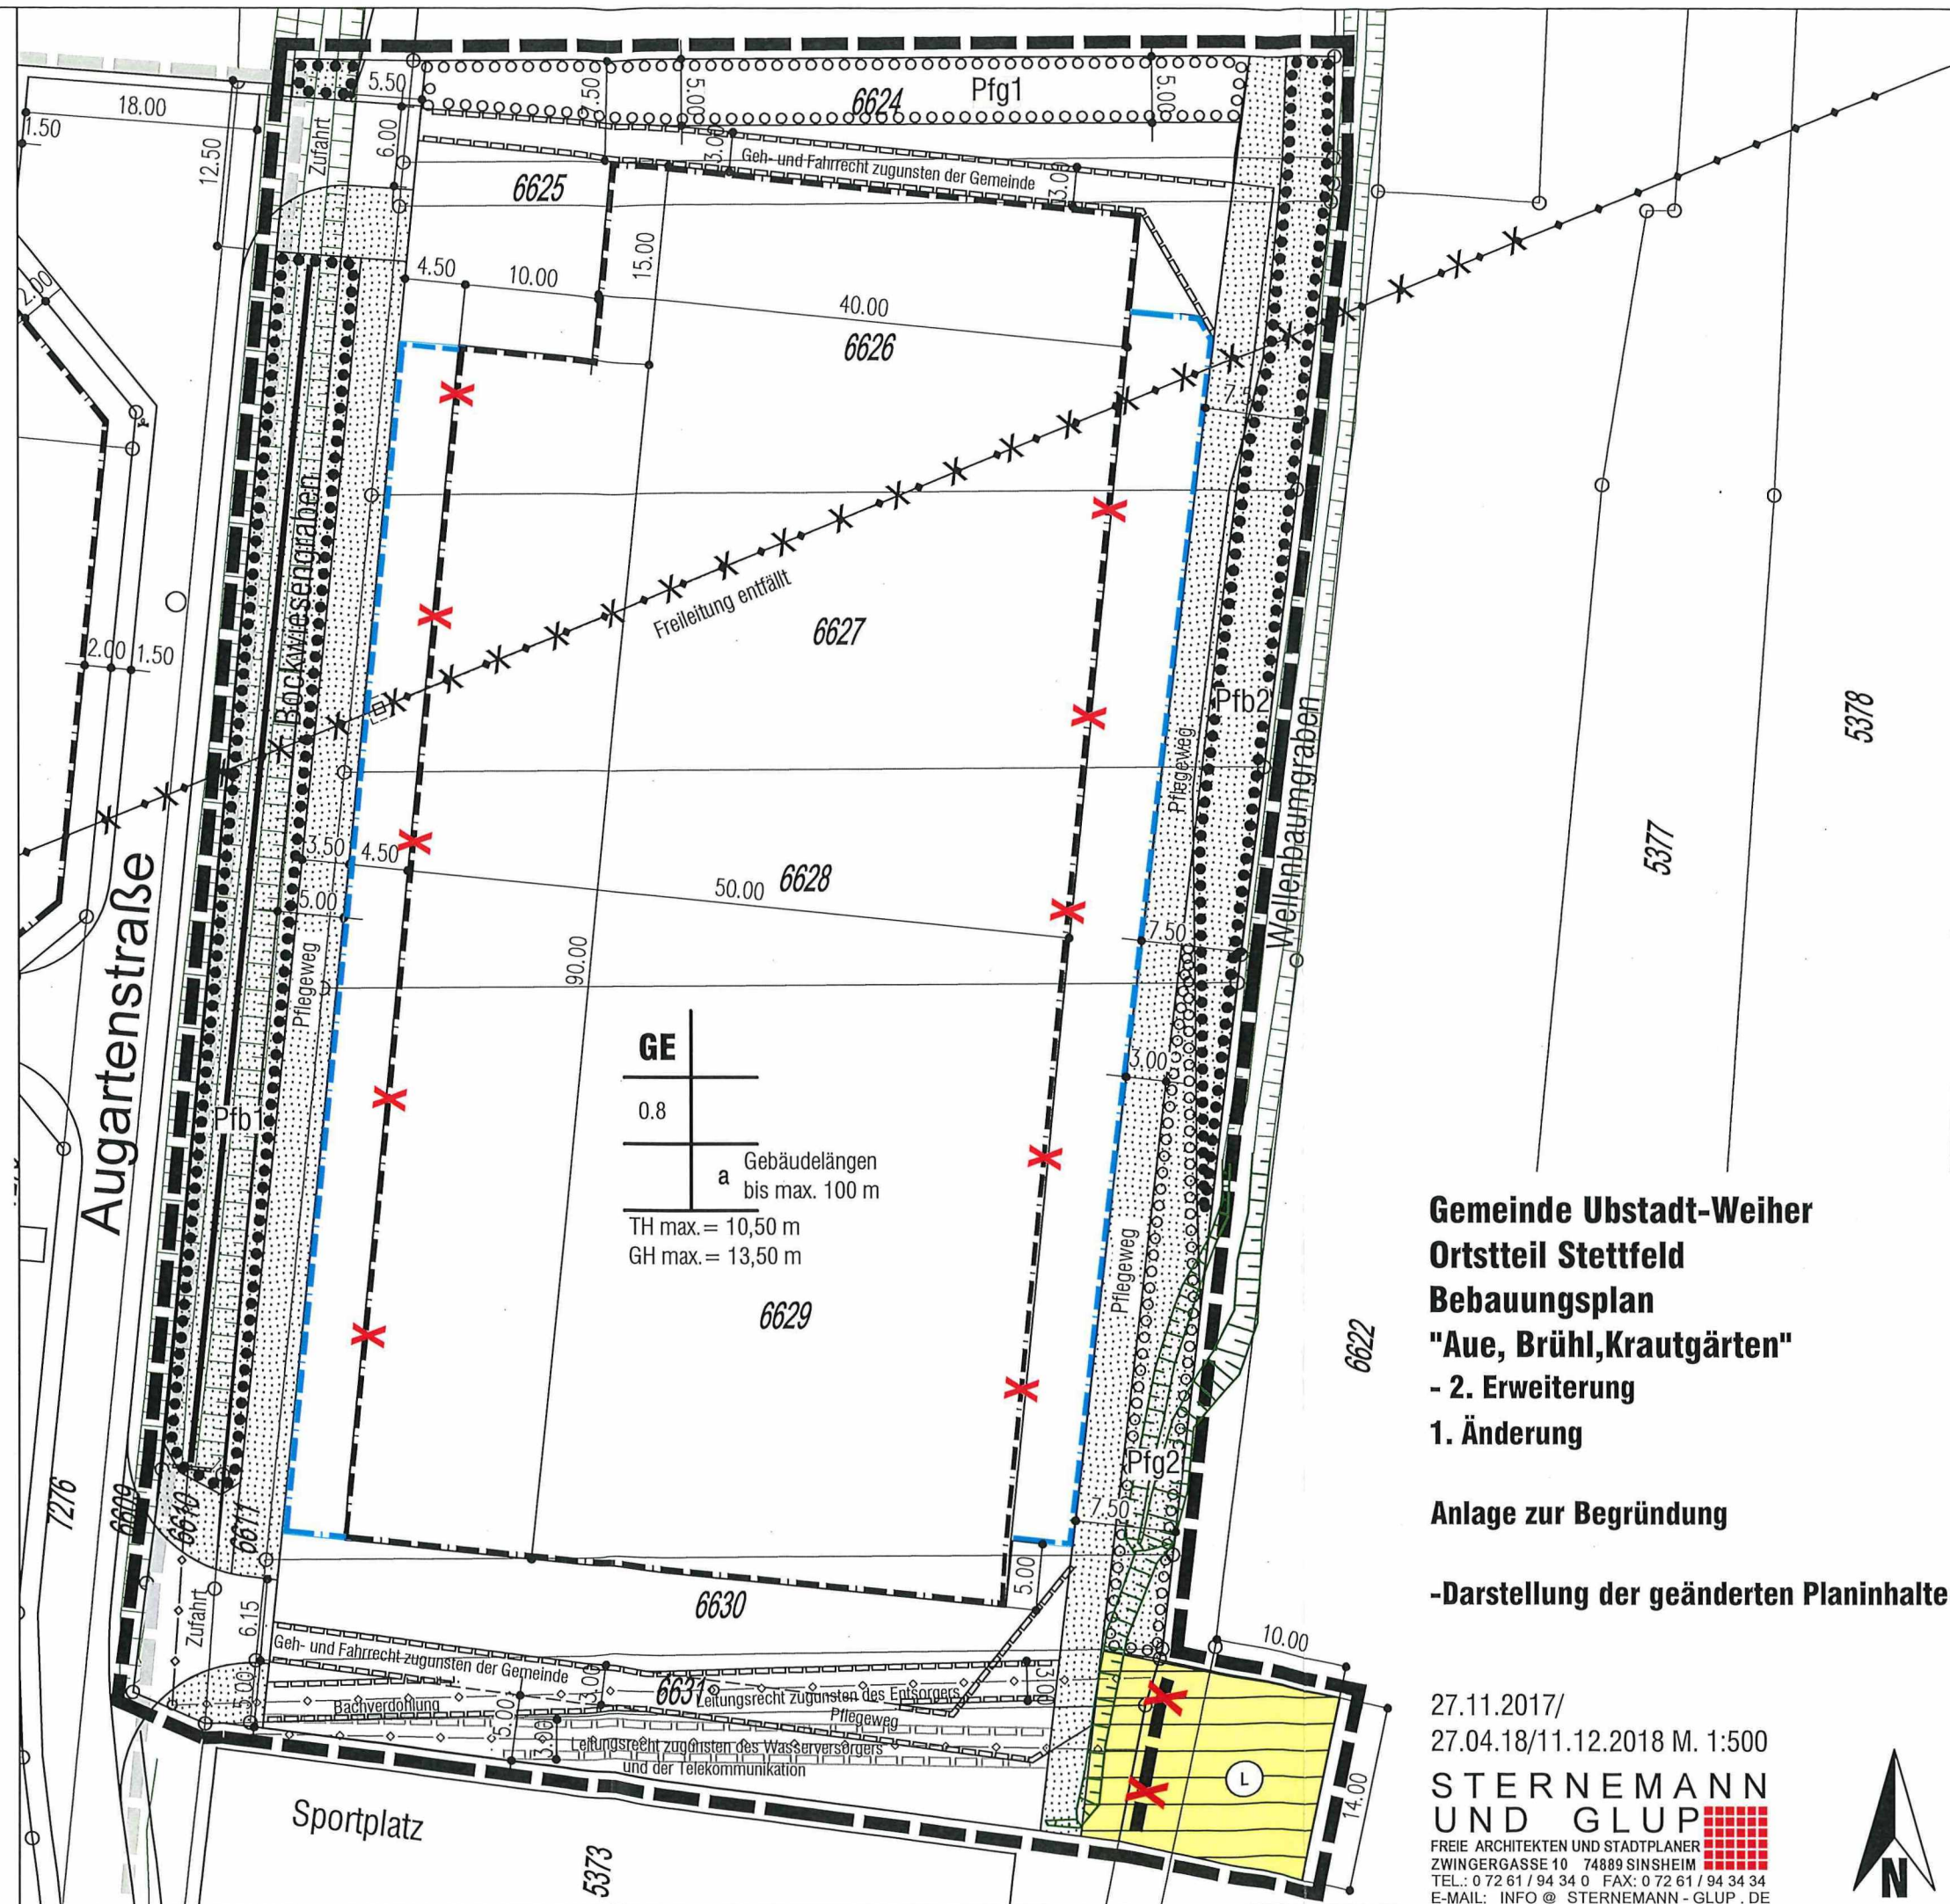 5.50
18.00
1.50
12.50
Zufahrt
6.00
7.50
5.00
6624
Pfg1
5.00
3.00
Geh- und Fahrrecht zugunsten der Gemeinde
3.00
6625
15.00
4.50
10.00
40.00
6626
2.00
Bockwiesengraben
Freileitung entfällt
6627
2.00
1.50
Pfb2
Pflegeweg
Wellenbaumgraben
5378
5377
3.50
4.50
50.00
6628
5.00
7.50
Augartenstraße
Pflegeweg
90.00
GE
0.8
a
Gebäudelängen
bis max. 100 m
TH max.= 10,50 m
GH max.= 13,50 m
3.00
Pfb1
6629
Pflegeweg
6622
Pfg2
7.50
5.00
7276
6609
6610
6611
Zufahrt
6.15
6630
Geh- und Fahrrecht zugunsten der Gemeinde
3.00
3.00
5.00
6631
Leitungsrecht zugunsten des Entsorgers
3.00
Bachverdolung
Pflegeweg
5.00
3.00
Leitungsrecht zugunsten des Wasserversorgers
und der Telekommunikation
Sportplatz
5373
10.00
14.00
L
Gemeinde Ubstadt-Weiher
Ortstteil Stettfeld
Bebauungsplan
"Aue, Brühl,Krautgärten"
- 2. Erweiterung
1. Änderung
Anlage zur Begründung
-Darstellung der geänderten Planinhalte
27.11.2017/
27.04.18/11.12.2018 M. 1:500
STERNEMANN
UND GLUP
FREIE ARCHITEKTEN UND STADTPLANER
ZWINGERGASSE 10 74889 SINSHEIM
TEL.: 0 72 61 / 94 34 0 FAX: 0 72 61 / 94 34 34
E-MAIL: INFO @ STERNEMANN - GLUP . DE
N